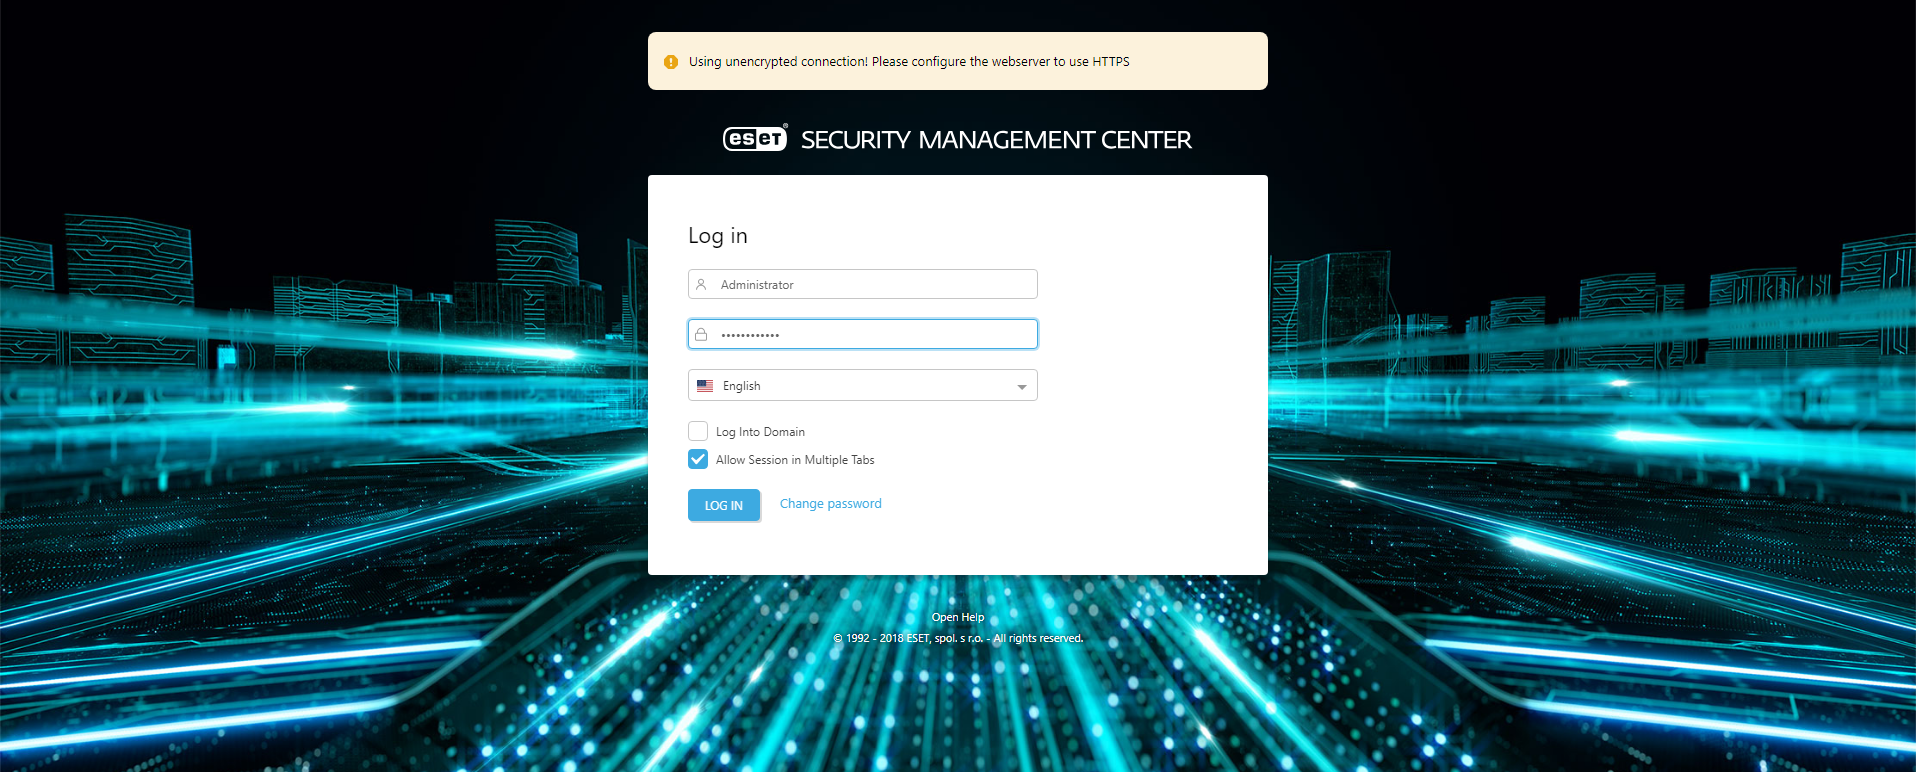 Using unencrypted connection! Please configure the webserver to use HTTPS
eseT® SECURITY MANAGEMENT CENTER
Log in
Administrator
••••••••••••
English
Log Into Domain
Allow Session in Multiple Tabs
LOG IN Change password
Open Help
© 1992 - 2018 ESET, spol. s r.o. - All rights reserved.